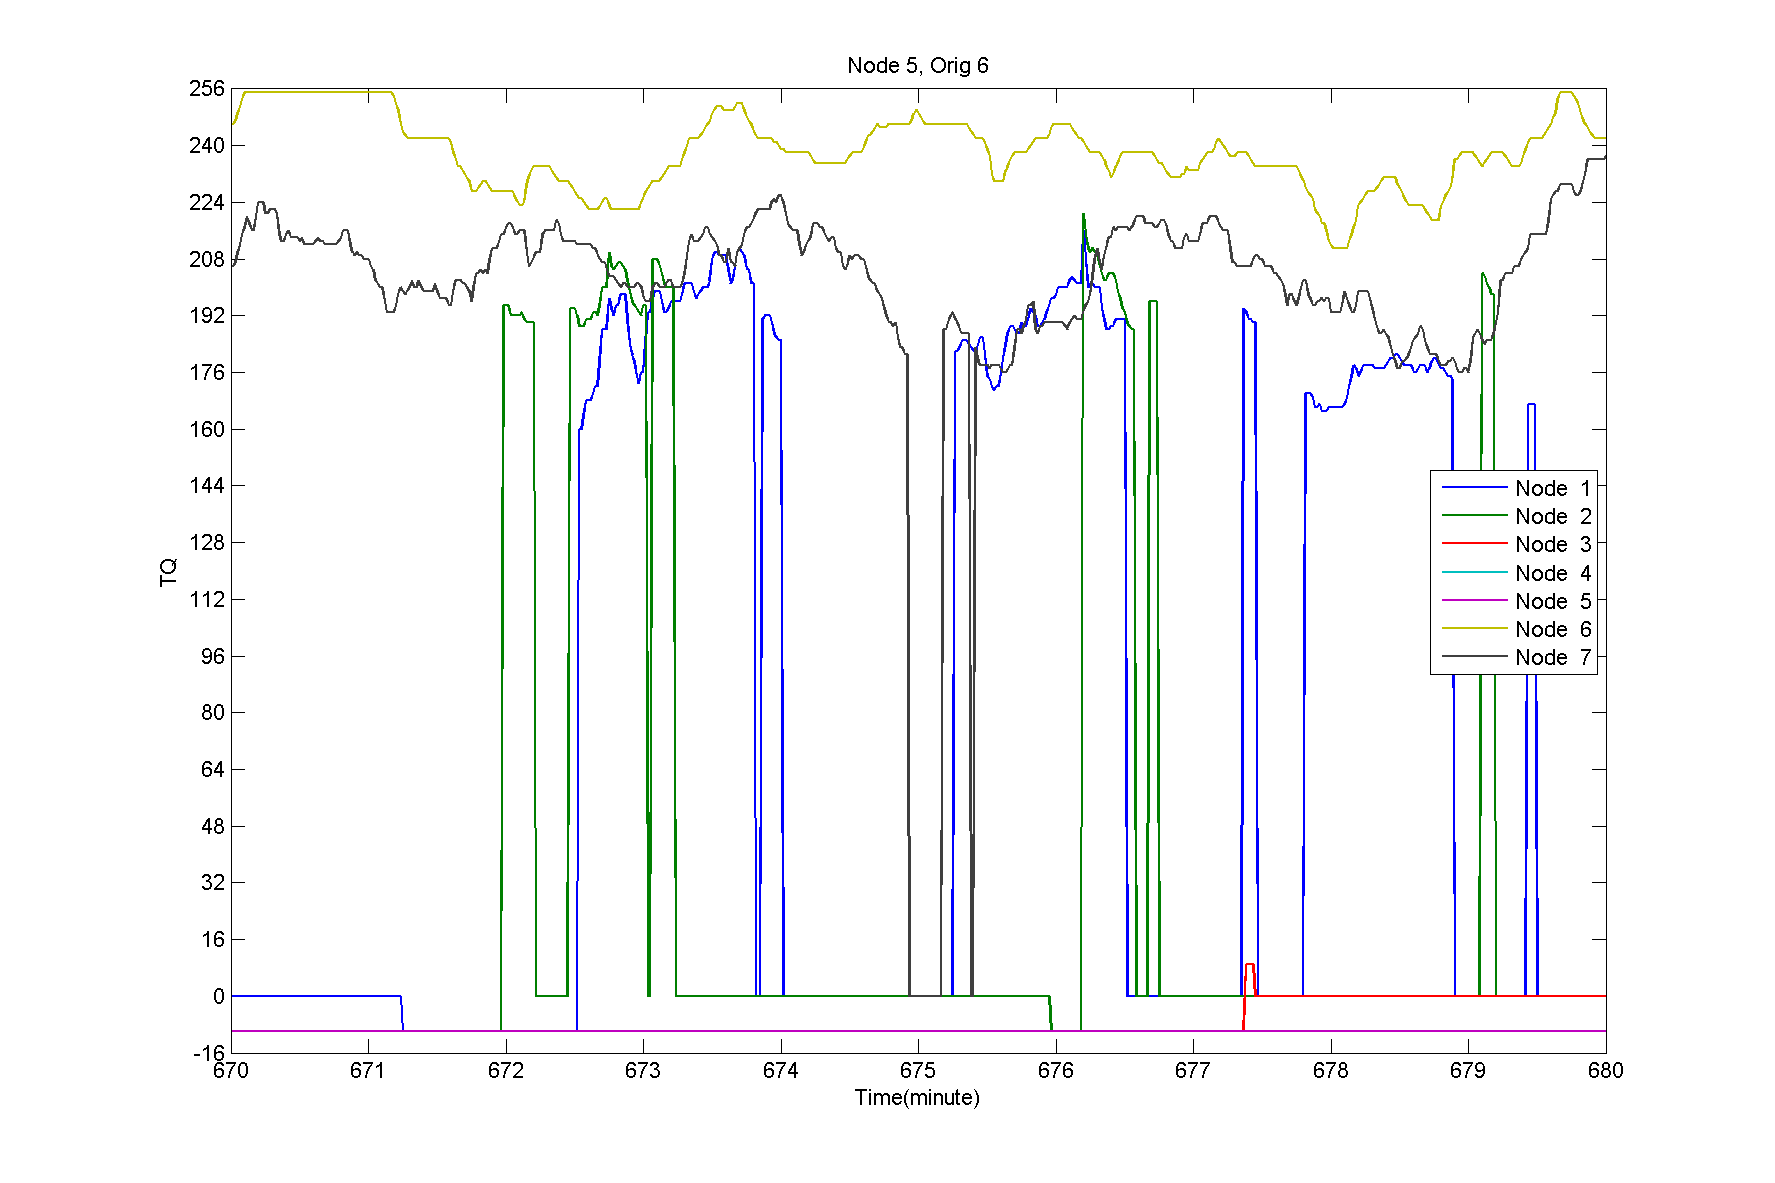 Node 5, Orig 6
256
240
224
208
192
176
160
144
128
112
96
80
64
48
32
16
0
-16
TQ
Node 1
Node 2
Node 3
Node 4
Node 5
Node 6
Node 7
670 671 672 673 674 675 676 677 678 679 680
Time(minute)